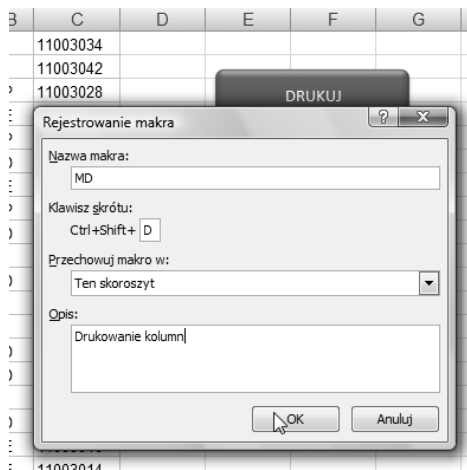 B C D E F G
11003034
11003042
11003028
DRUKUJ
Rejestrowanie makra
Nazwa makra:
MD
Klawisz skrótu:
Ctrl+Shift+ D
Przechowuj makro w:
Ten skoroszyt
Opis:
Drukowanie kolumn
OK Anuluj
11003014